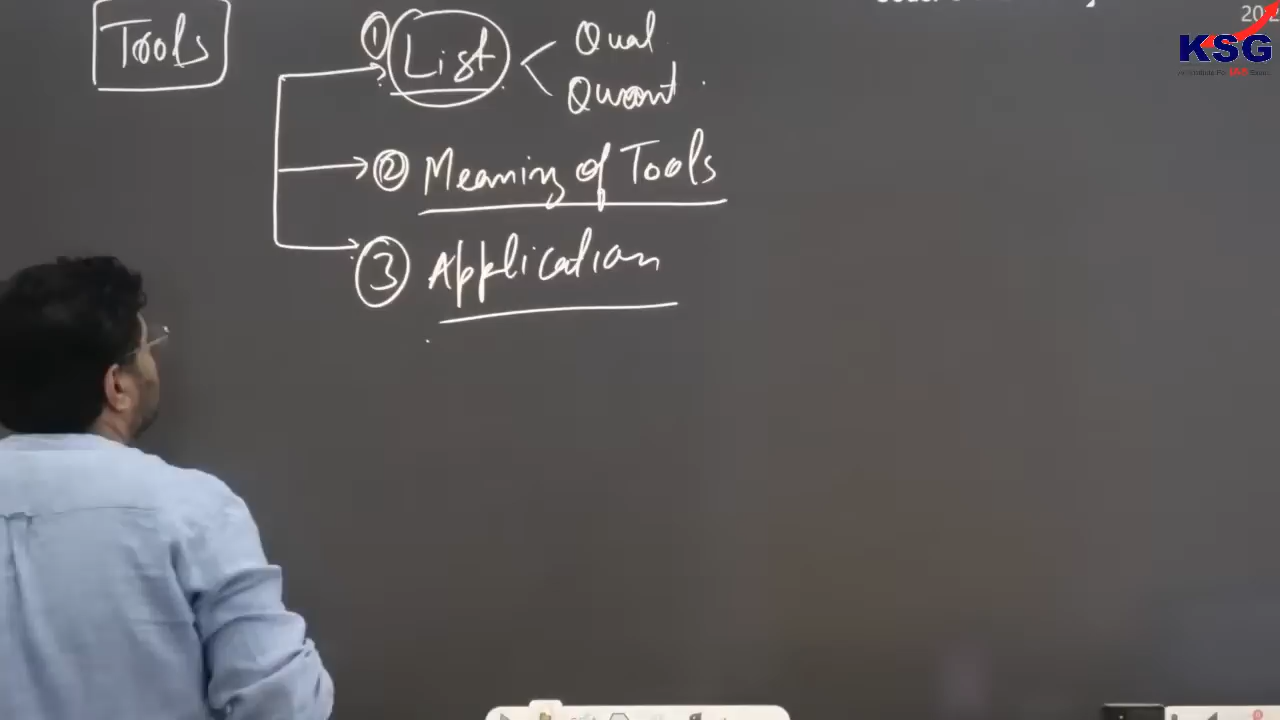 Tools
① List < Qual
Quant
② Meaning of Tools
③ Application
KSG